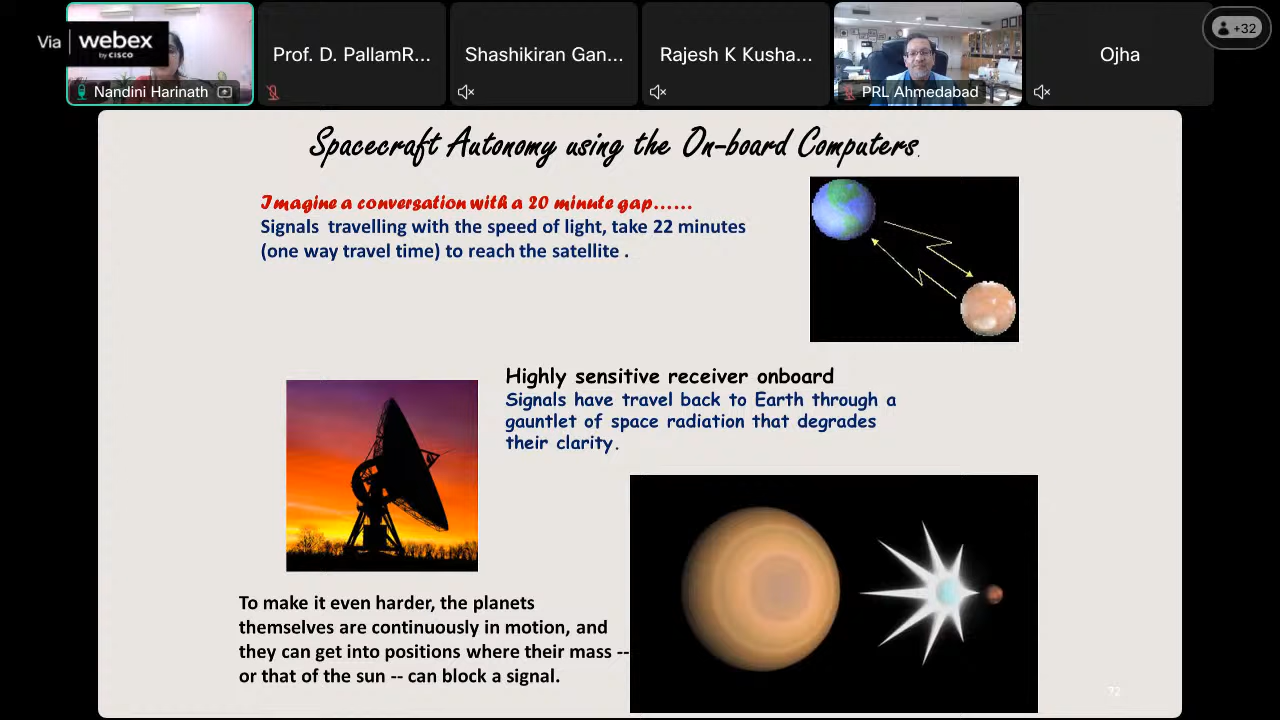 Via webex
by CISCO
Nandini Harinath
Prof. D. PallamR...
Shashikiran Gan...
Rajesh K Kusha...
PRL Ahmedabad
Ojha
+32
Spacecraft Autonomy using the On-board Computers.
Imagine a conversation with a 20 minute gap......
Signals travelling with the speed of light, take 22 minutes
(one way travel time) to reach the satellite .
Highly sensitive receiver onboard
Signals have travel back to Earth through a
gauntlet of space radiation that degrades
their clarity.
To make it even harder, the planets
themselves are continuously in motion, and
they can get into positions where their mass --
or that of the sun -- can block a signal.
72